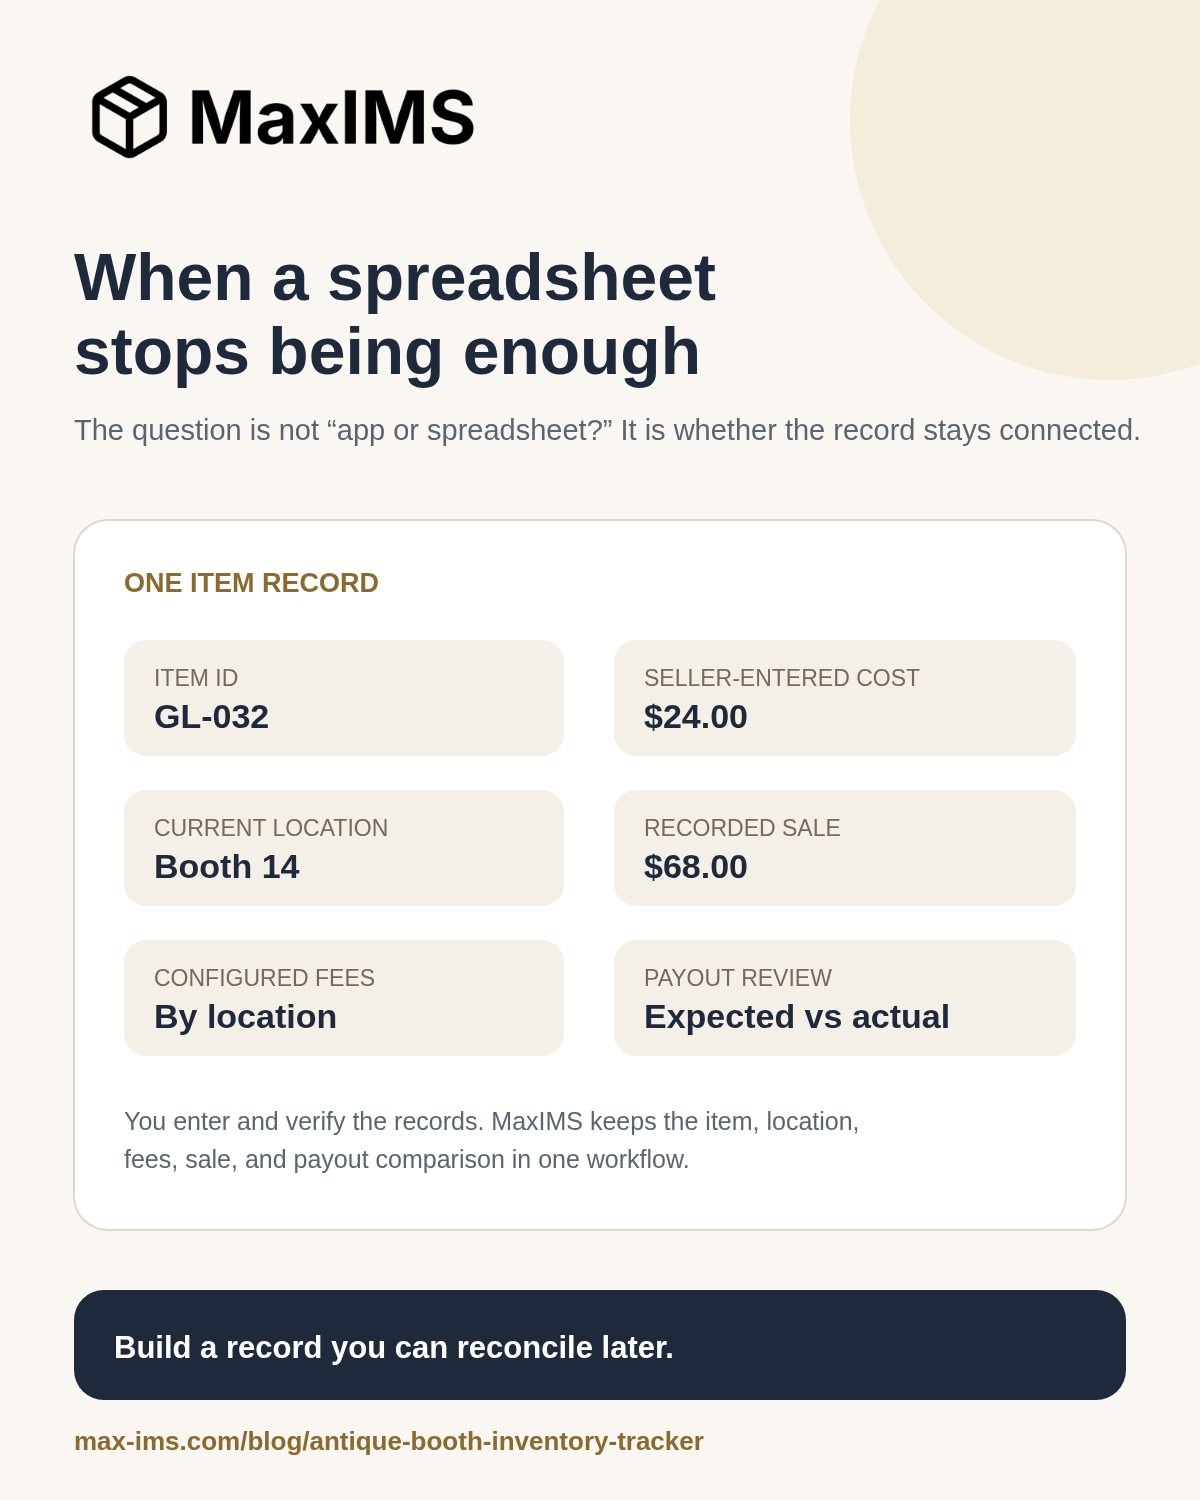 MaxIMS
When a spreadsheet
stops being enough
The question is not “app or spreadsheet?” It is whether the record stays connected.
ONE ITEM RECORD
ITEM ID
GL-032
SELLER-ENTERED COST
$24.00
CURRENT LOCATION
Booth 14
RECORDED SALE
$68.00
CONFIGURED FEES
By location
PAYOUT REVIEW
Expected vs actual
You enter and verify the records. MaxIMS keeps the item, location,
fees, sale, and payout comparison in one workflow.
Build a record you can reconcile later.
max-ims.com/blog/antique-booth-inventory-tracker